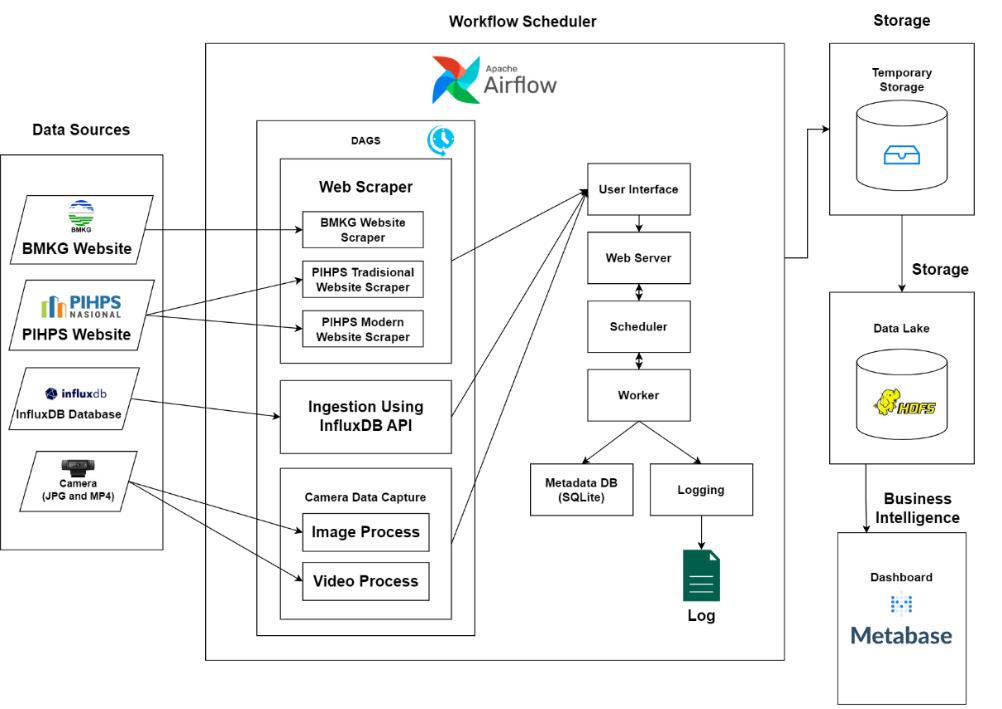 Workflow Scheduler
Storage
Apache
Airflow
Temporary
Storage
Data Sources
DAGS
Web Scraper
User Interface
BMKG
BMKG Website
BMKG Website
Scraper
Web Server
PIHPS Tradisional
Website Scraper
Storage
PIHPS
NASIONAL
PIHPS Website
PIHPS Modern
Website Scraper
Scheduler
Data Lake
influxdb
InfluxDB Database
Ingestion Using
InfluxDB API
Worker
HDFS
Camera
(JPG and MP4)
Camera Data Capture
Image Process
Video Process
Metadata DB
(SQLite)
Logging
Log
Business
Intelligence
Dashboard
Metabase